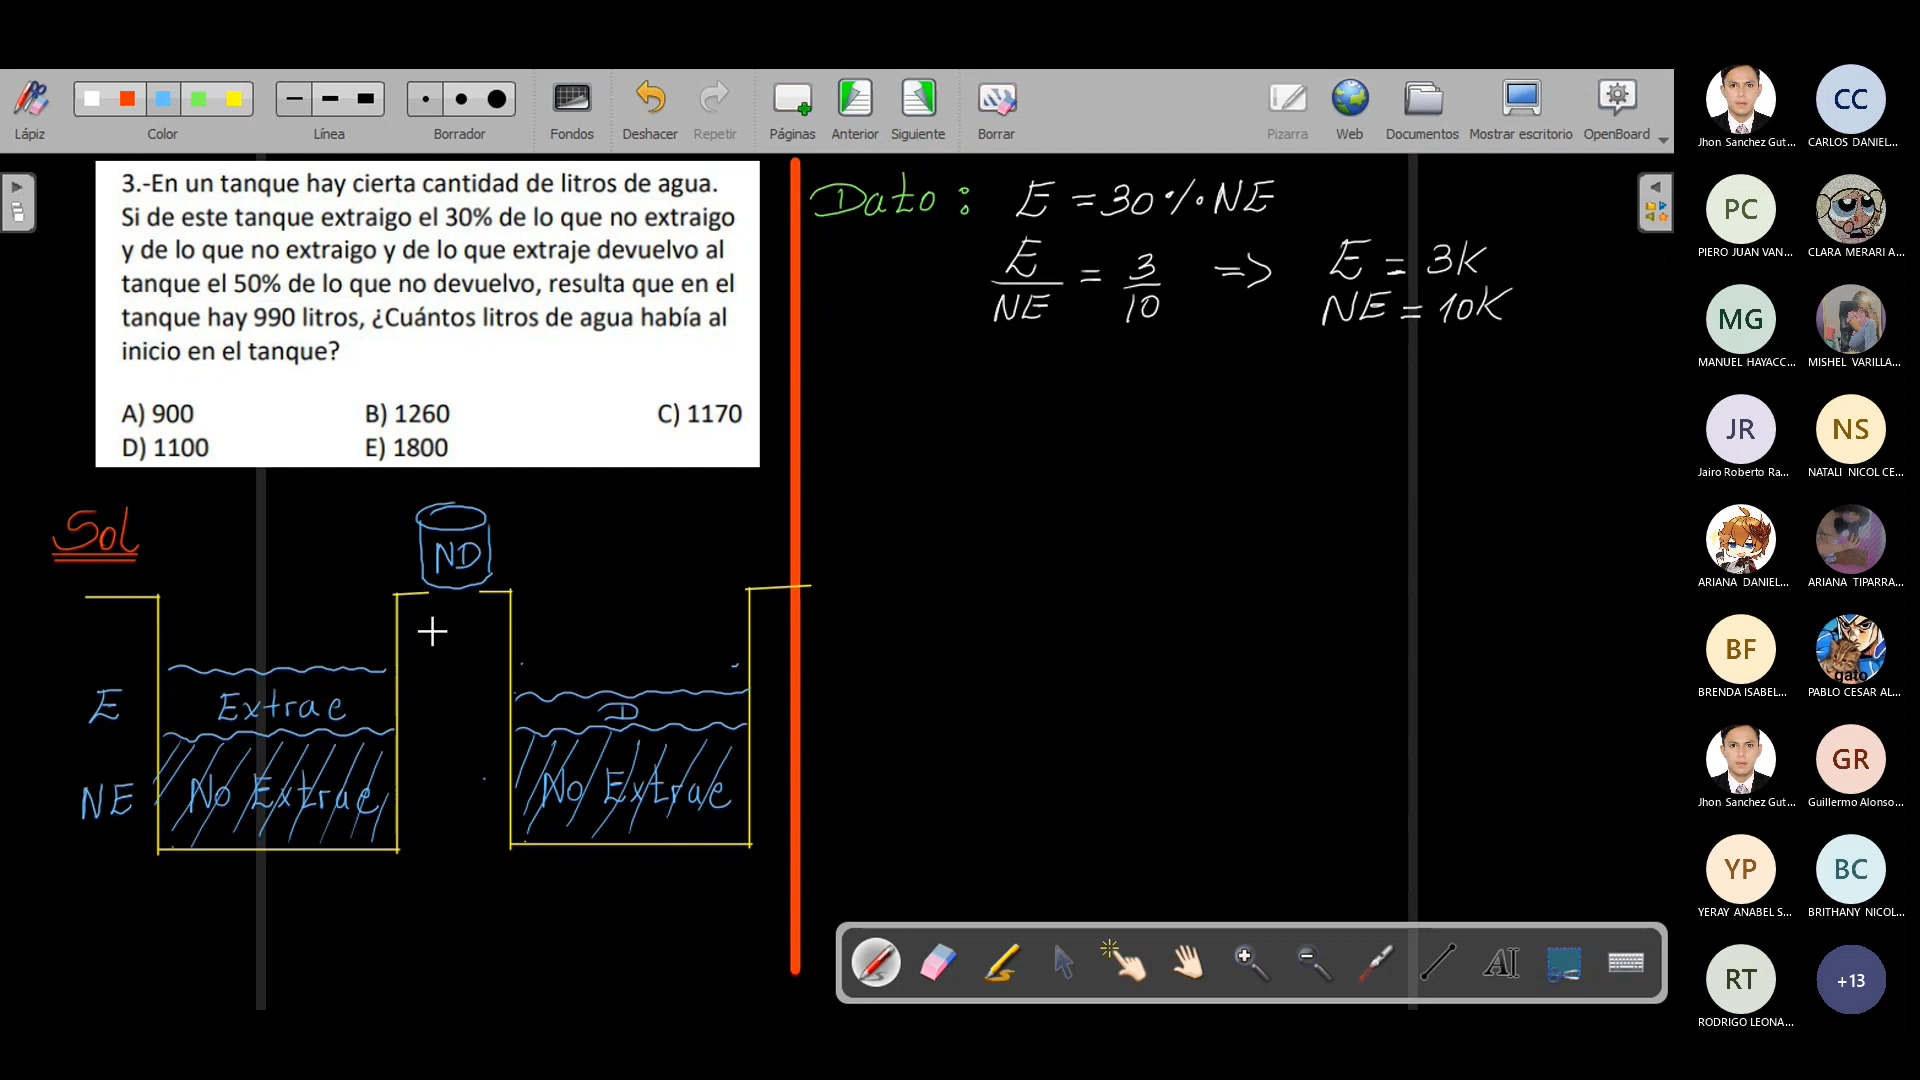 Lápiz
Color
Línea
Borrador
Fondos
Deshacer
Repetir
Páginas
Anterior
Siguiente
Borrar
Pizarra
Web
Documentos
Mostrar escritorio
OpenBoard
3.-En un tanque hay cierta cantidad de litros de agua.
Si de este tanque extraigo el 30% de lo que no extraigo
y de lo que no extraigo y de lo que extraje devuelvo al
tanque el 50% de lo que no devuelvo, resulta que en el
tanque hay 990 litros, ¿Cuántos litros de agua había al
inicio en el tanque?
A) 900 B) 1260 C) 1170
D) 1100 E) 1800
Dato : E = 30 % NE
E/NE = 3/10 => E = 3K
NE = 10K
Sol
ND
E Extrae D
NE No Extrae No Extrae
AI
Jhon Sanchez Gut...
CC
CARLOS DANIEL...
PC
PIERO JUAN VAN...
CLARA MERARI A...
MG
MANUEL HAYACC...
MISHEL VARILLA...
JR
Jairo Roberto Ra...
NS
NATALI NICOL CE...
ARIANA DANIEL...
ARIANA TIPARRA...
BF
BRENDA ISABEL...
gato
PABLO CESAR AL...
Jhon Sanchez Gut...
GR
Guillermo Alonso...
YP
YERAY ANABEL S...
BC
BRITHANY NICOL...
RT
RODRIGO LEONA...
+13